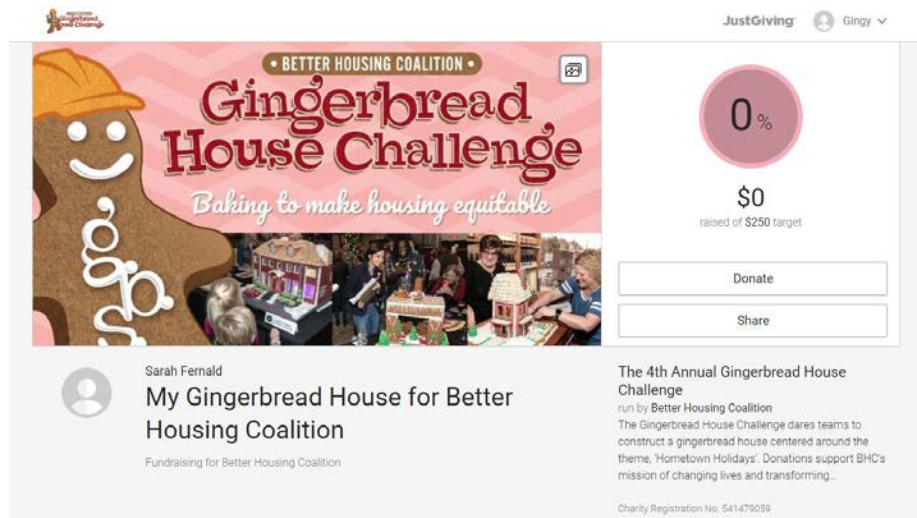 Gingerbread
House Challenge
JustGiving
Gingy
• BETTER HOUSING COALITION •
Gingerbread
House Challenge
Baking to make housing equitable
0 %
$0
raised of $250 target
Donate
Share
Sarah Fernald
My Gingerbread House for Better
Housing Coalition
Fundraising for Better Housing Coalition
The 4th Annual Gingerbread House
Challenge
run by Better Housing Coalition
The Gingerbread House Challenge dares teams to
construct a gingerbread house centered around the
theme, 'Hometown Holidays'. Donations support BHC's
mission of changing lives and transforming...
Charity Registration No. 541479059